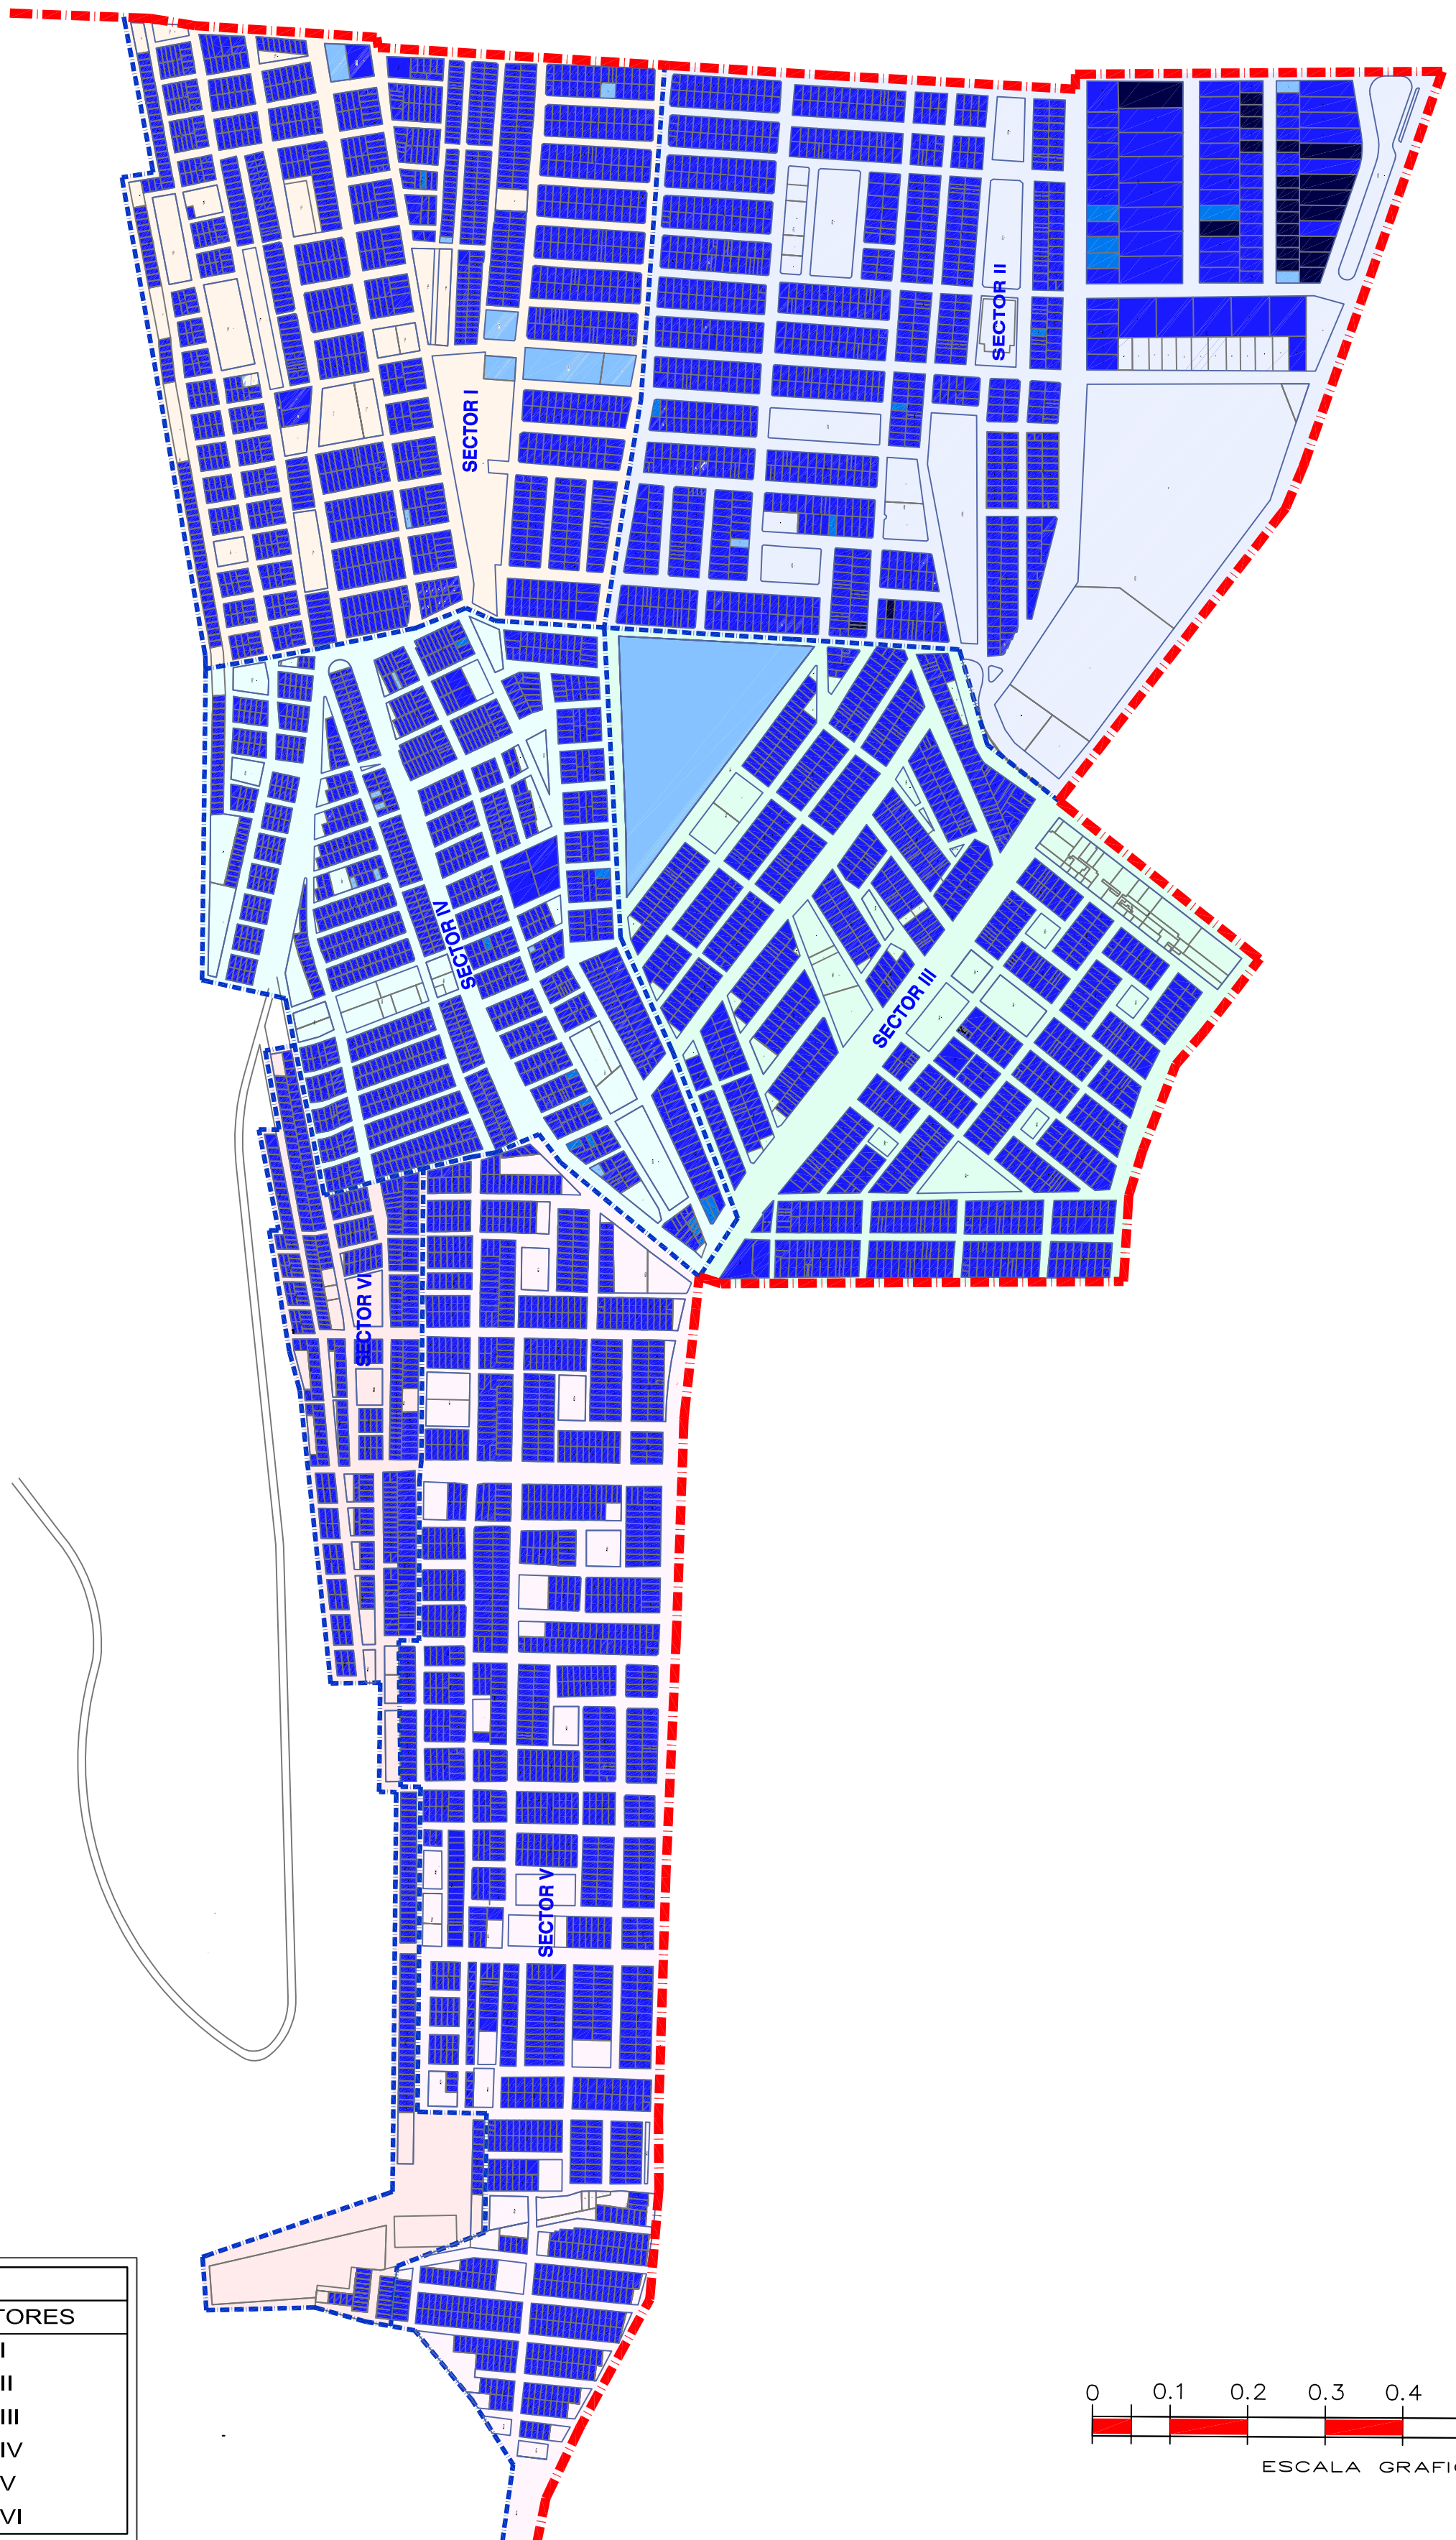 SECTOR II
SECTOR I
SECTOR IV
SECTOR III
SECTOR VI
SECTOR V
TORES
I
II
III
IV
V
VI
0 0.1 0.2 0.3 0.4
ESCALA GRAFI